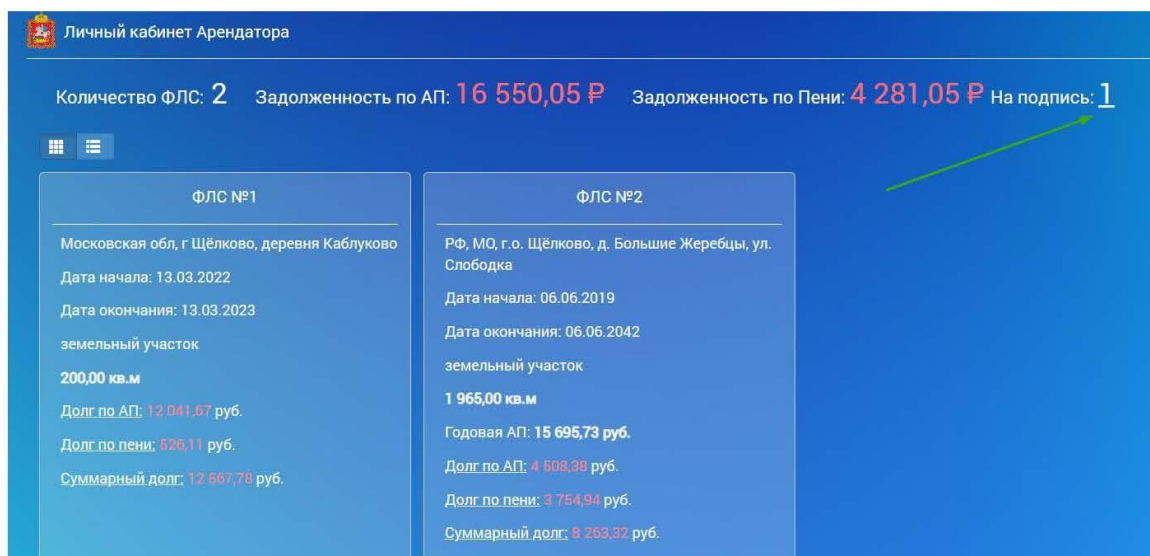 Личный кабинет Арендатора
Количество ФЛС: 2 Задолженность по АП: 16 550,05 ₽ Задолженность по Пени: 4 281,05 ₽ На подпись: 1
ФЛС №1
Московская обл, г Щёлково, деревня Каблуково
Дата начала: 13.03.2022
Дата окончания: 13.03.2023
земельный участок
200,00 кв.м
Долг по АП: 12 041,67 руб.
Долг по пени: 526,11 руб.
Суммарный долг: 12 567,78 руб.
ФЛС №2
РФ, МО, г.о. Щёлково, д. Большие Жеребцы, ул.
Слободка
Дата начала: 06.06.2019
Дата окончания: 06.06.2042
земельный участок
1 965,00 кв.м
Годовая АП: 15 695,73 руб.
Долг по АП: 4 508,38 руб.
Долг по пени: 3 754,94 руб.
Суммарный долг: 8 263,32 руб.